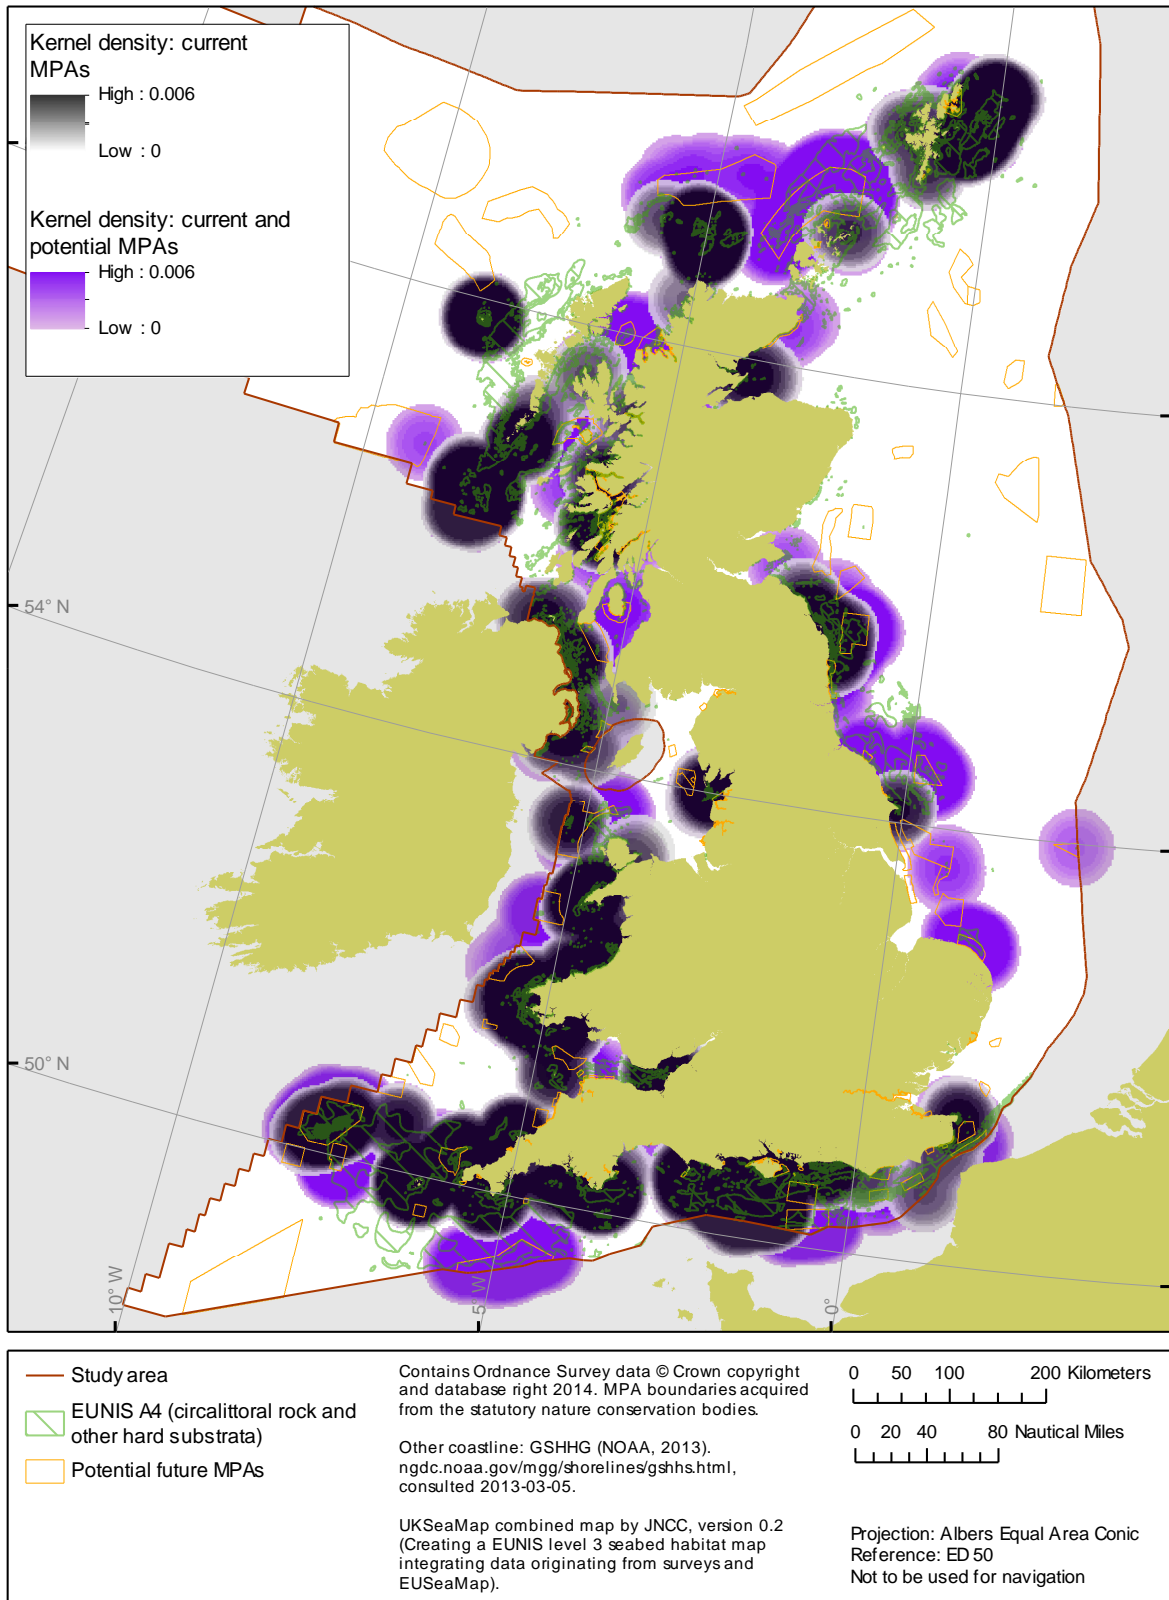 Kernel density: current
MPAs
High : 0.006
Low : 0
Kernel density: current and
potential MPAs
High : 0.006
Low : 0
54° N
50° N
10° W
5° W
0°
Study area
EUNIS A4 (circalittoral rock and
other hard substrata)
Potential future MPAs
Contains Ordnance Survey data © Crown copyright
and database right 2014. MPA boundaries acquired
from the statutory nature conservation bodies.
Other coastline: GSHHG (NOAA, 2013).
ngdc.noaa.gov/mgg/shorelines/gshhs.html,
consulted 2013-03-05.
UKSeaMap combined map by JNCC, version 0.2
(Creating a EUNIS level 3 seabed habitat map
integrating data originating from surveys and
EUSeaMap).
0 50 100 200 Kilometers
0 20 40 80 Nautical Miles
Projection: Albers Equal Area Conic
Reference: ED50
Not to be used for navigation